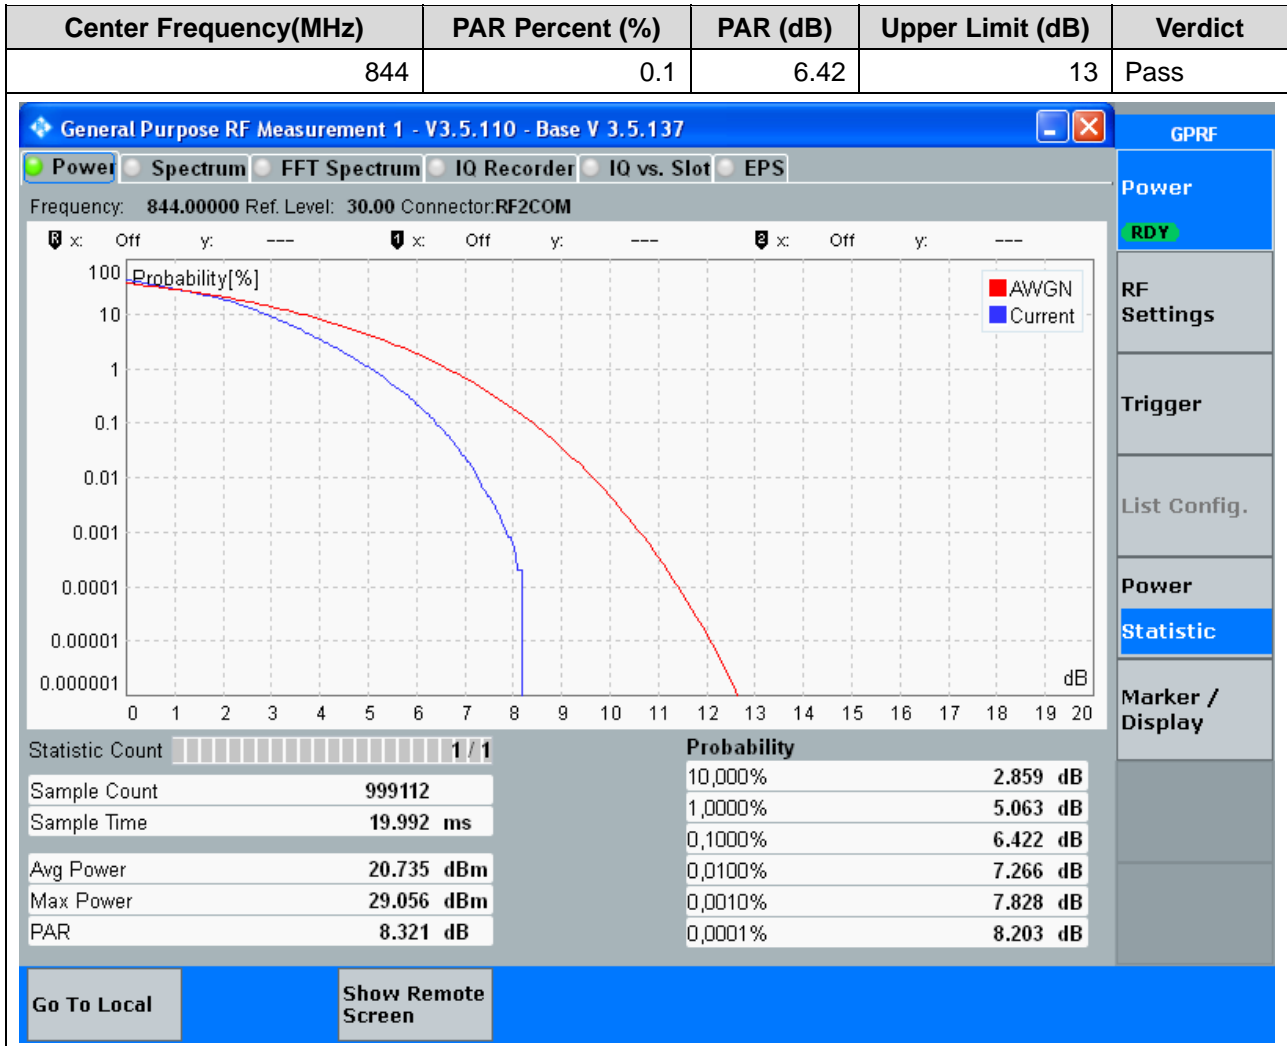 Center Frequency(MHz) PAR Percent (%) PAR (dB) Upper Limit (dB) Verdict
844 0.1 6.42 13 Pass
General Purpose RF Measurement 1 - V3.5.110 - Base V 3.5.137
GPRF
Power Spectrum FFT Spectrum IQ Recorder IQ vs. Slot EPS
Frequency: 844.00000 Ref. Level: 30.00 Connector:RF2COM
R x: Off y: --- 1 x: Off y: --- 2 x: Off y: ---
Probability[%]
100
10
1
0.1
0.01
0.001
0.0001
0.00001
0.000001
AWGN
Current
dB
0 1 2 3 4 5 6 7 8 9 10 11 12 13 14 15 16 17 18 19 20
Statistic Count 1 / 1
Sample Count 999112
Sample Time 19.992 ms
Avg Power 20.735 dBm
Max Power 29.056 dBm
PAR 8.321 dB
Probability
10,000% 2.859 dB
1,0000% 5.063 dB
0,1000% 6.422 dB
0,0100% 7.266 dB
0,0010% 7.828 dB
0,0001% 8.203 dB
Power
RDY
RF
Settings
Trigger
List Config.
Power
Statistic
Marker /
Display
Go To Local
Show Remote
Screen